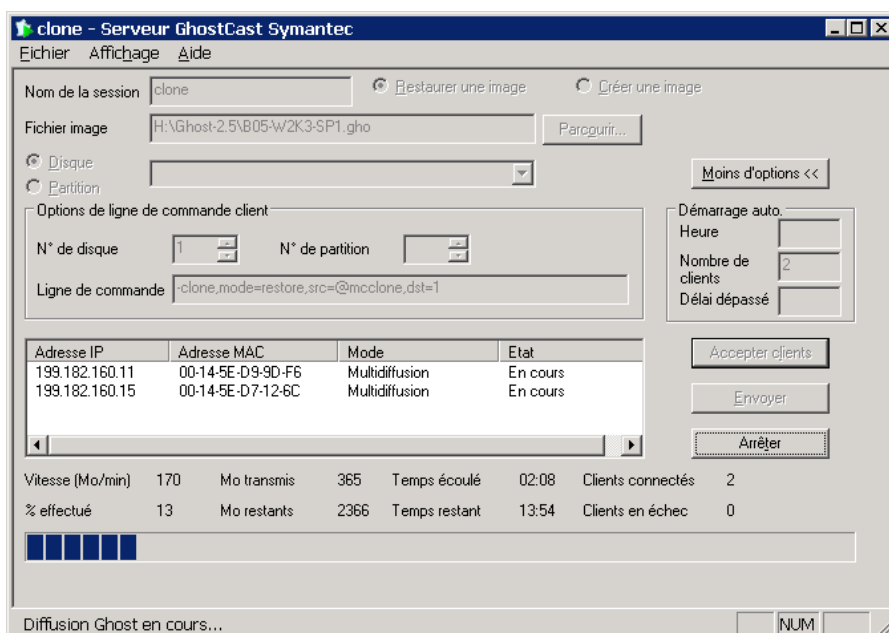 clone - Serveur GhostCast Symantec
Fichier Affichage Aide
Nom de la session clone Restaurer une image Créer une image
Fichier image H:\Ghost-2.5\B05-W2K3-SP1.gho Parcourir...
Disque
Partition
Moins d'options <<
Options de ligne de commande client
N° de disque 1 N° de partition
Ligne de commande -clone,mode=restore,src=@mcclone,dst=1
Démarrage auto.
Heure
Nombre de clients 2
Délai dépassé
Adresse IP Adresse MAC Mode Etat
199.182.160.11 00-14-5E-D9-9D-F6 Multidiffusion En cours
199.182.160.15 00-14-5E-D7-12-6C Multidiffusion En cours
Accepter clients
Envoyer
Arrêter
Vitesse (Mo/min) 170 Mo transmis 365 Temps écoulé 02:08 Clients connectés 2
% effectué 13 Mo restants 2366 Temps restant 13:54 Clients en échec 0
Diffusion Ghost en cours... NUM